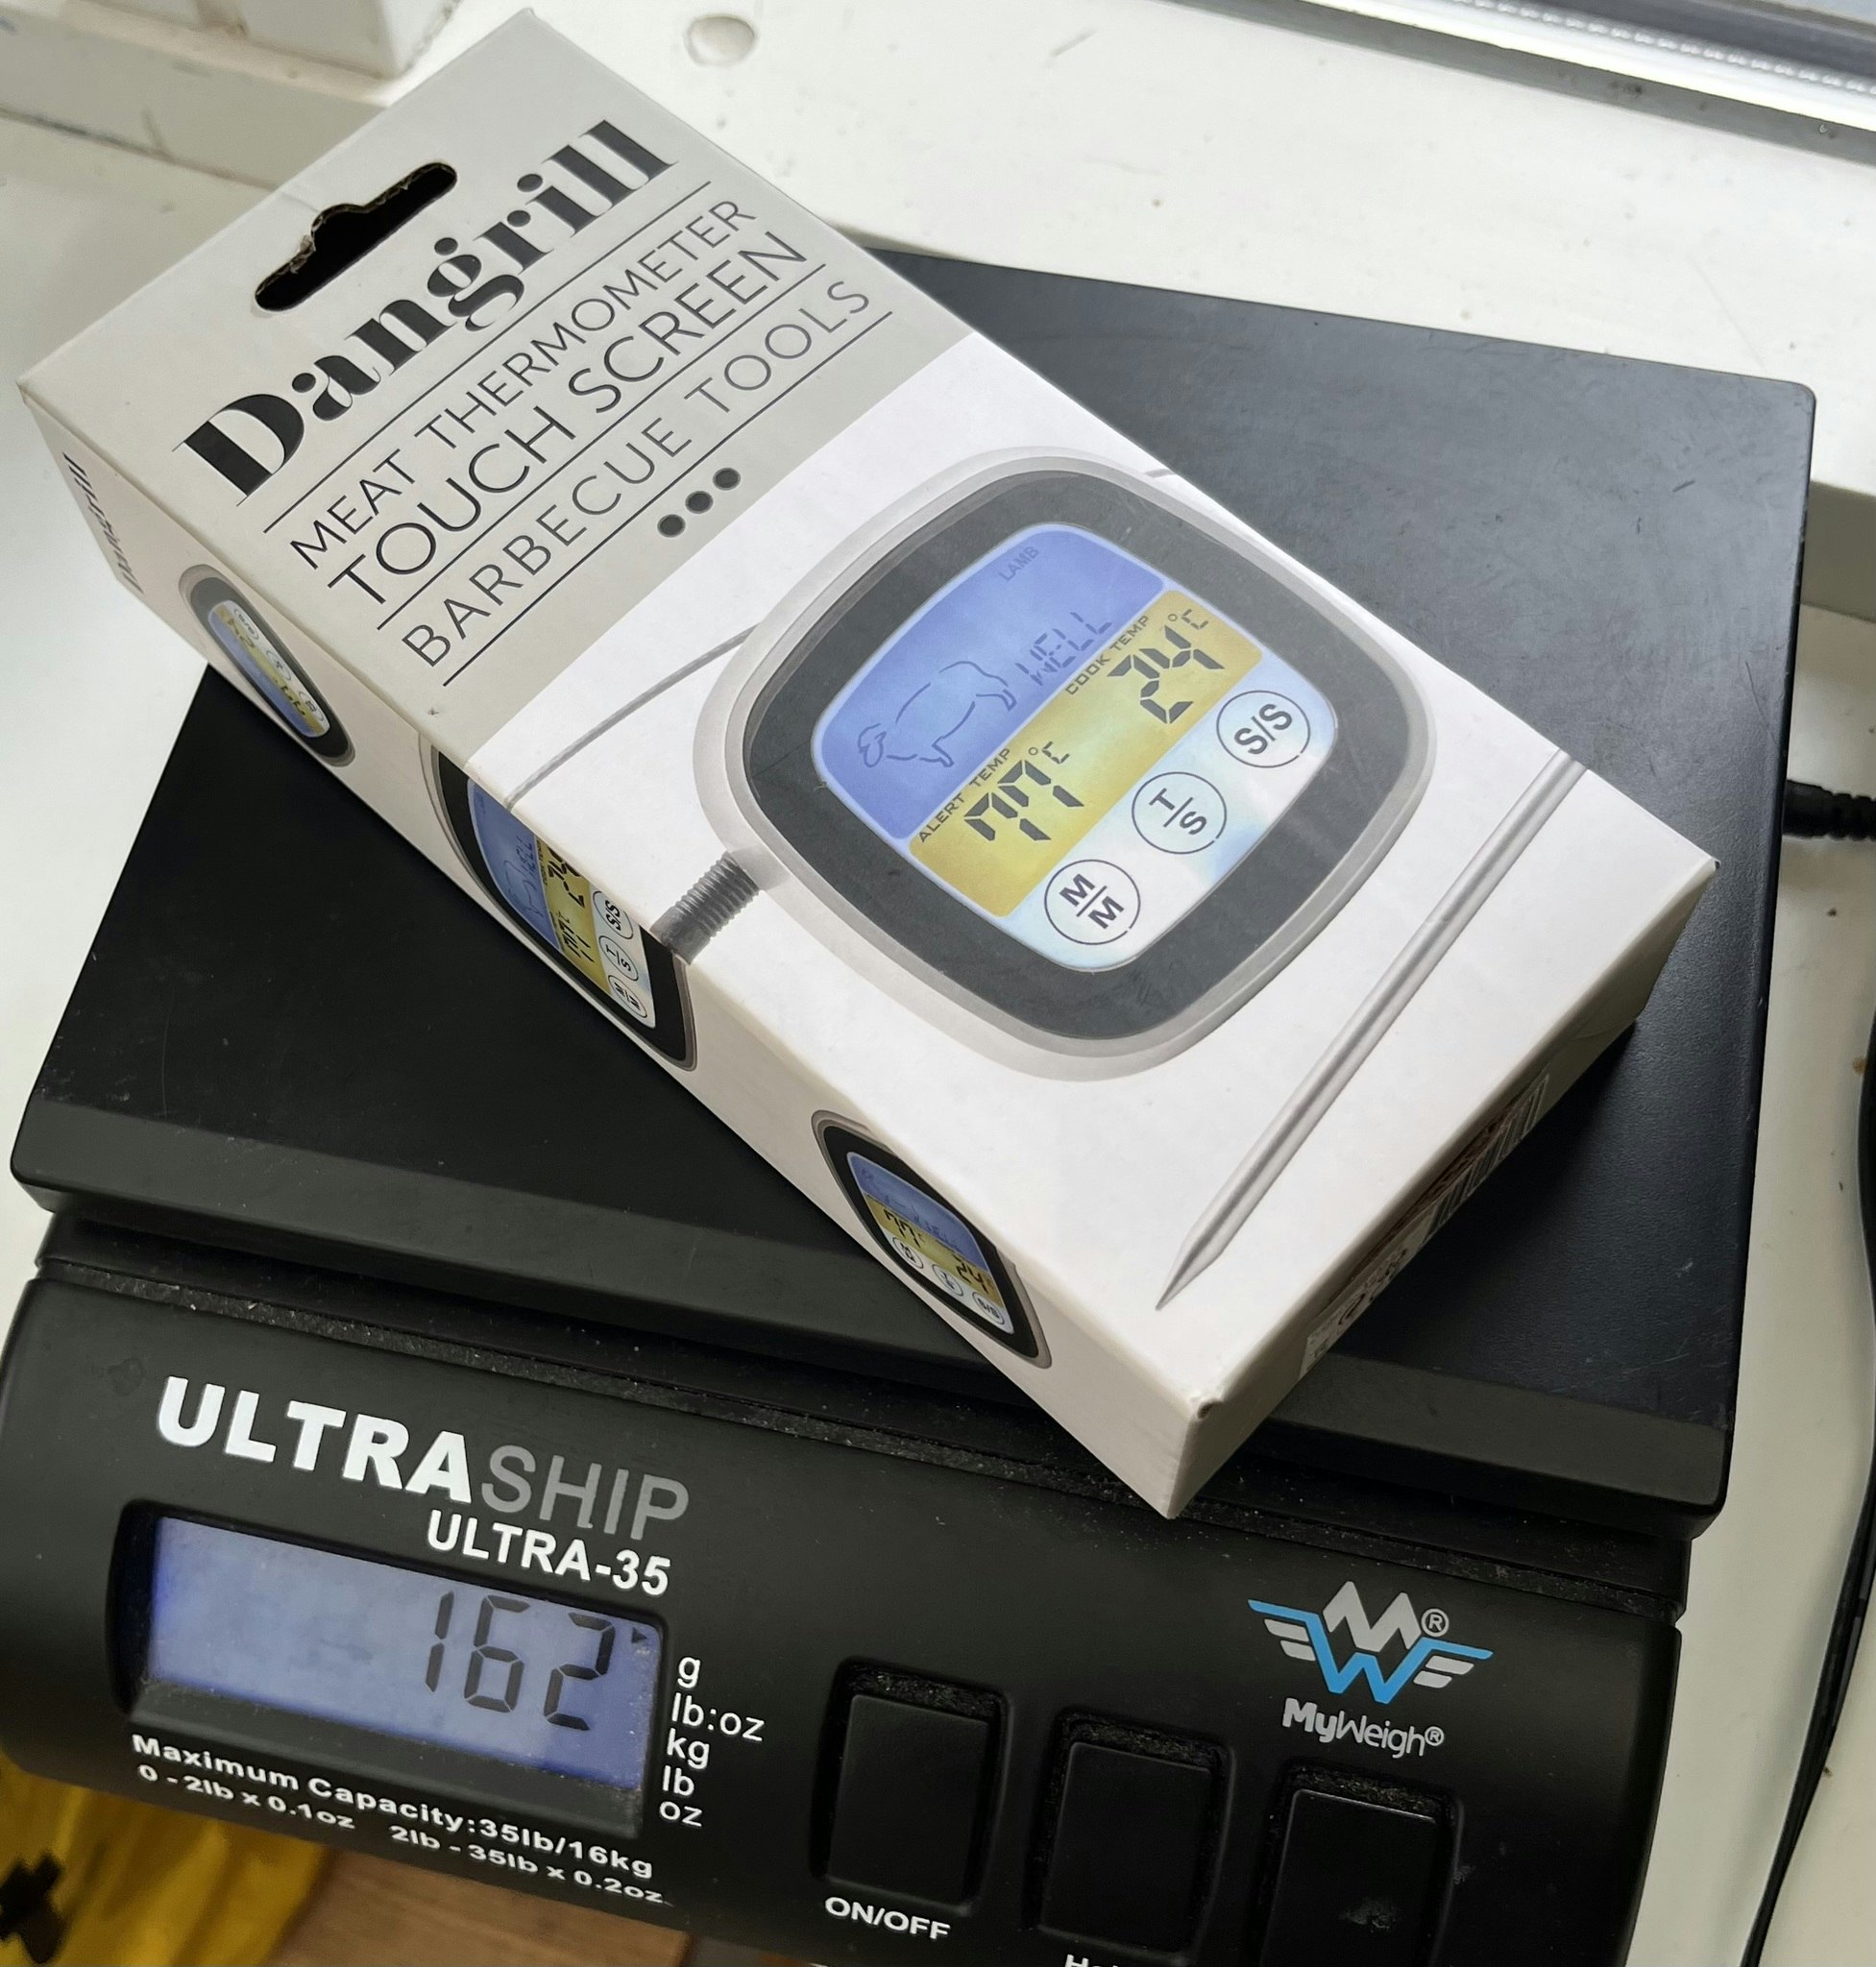 Dangrill
MEAT THERMOMETER
TOUCH SCREEN
BARBECUE TOOLS
LAMB
WELL
COOK TEMP
24°C
ALERT TEMP
77°C
M/M
T/S
S/S
Dangrill
ULTRASHIP
ULTRA-35
162
g
lb:oz
kg
lb
oz
Maximum Capacity:35lb/16kg
0 - 2lb x 0.1oz 2lb - 35lb x 0.2oz
ON/OFF
MW®
MyWeigh®